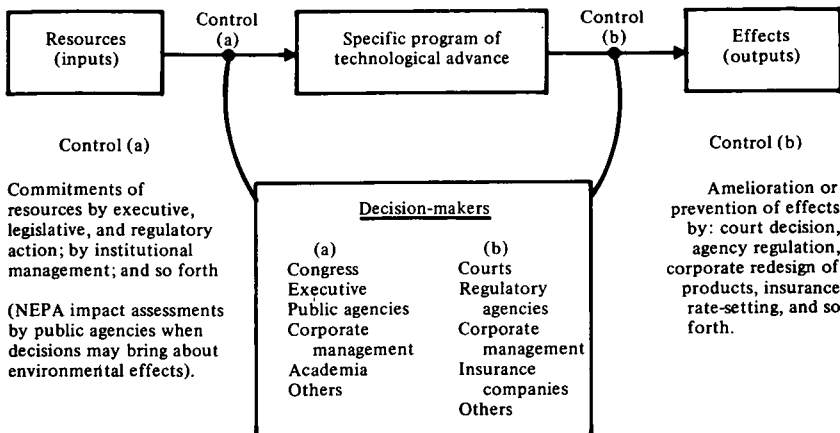 Resources
(inputs)
Control
(a)
Specific program of
technological advance
Control
(b)
Effects
(outputs)
Control (a)
Commitments of
resources by executive,
legislative, and regulatory
action; by institutional
management; and so forth
(NEPA impact assessments
by public agencies when
decisions may bring about
environmental effects).
Decision-makers
(a)
Congress
Executive
Public agencies
Corporate
management
Academia
Others
(b)
Courts
Regulatory
agencies
Corporate
management
Insurance
companies
Others
Control (b)
Amelioration or
prevention of effects
by: court decision,
agency regulation,
corporate redesign of
products, insurance
rate-setting, and so
forth.